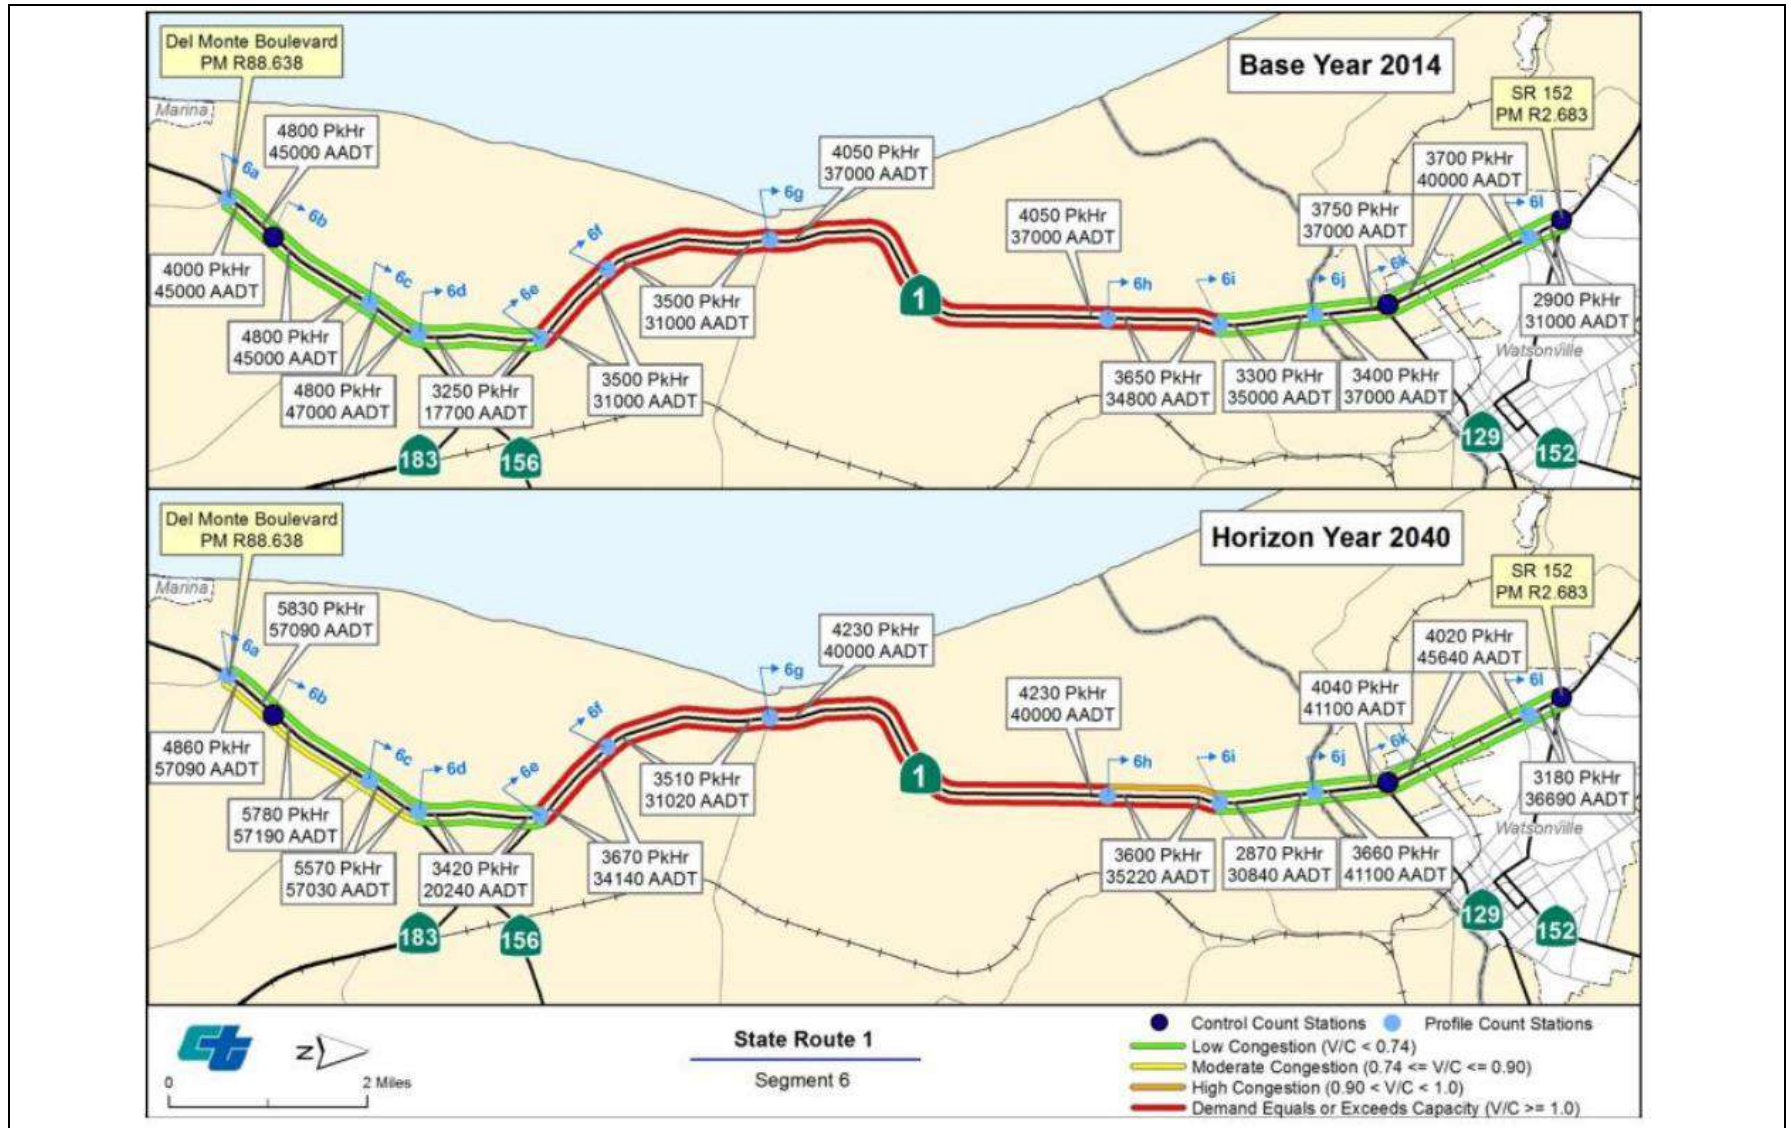 Del Monte Boulevard
PM R88.638
Base Year 2014
SR 152
PM R2.683
Marina
4800 PkHr
45000 AADT
4050 PkHr
37000 AADT
3700 PkHr
40000 AADT
6a
6b
6g
6l
4050 PkHr
37000 AADT
3750 PkHr
37000 AADT
4000 PkHr
45000 AADT
6c
6d
6e
6f
6h
6i
6j
6k
3500 PkHr
31000 AADT
1
2900 PkHr
31000 AADT
4800 PkHr
45000 AADT
Watsonville
4800 PkHr
47000 AADT
3250 PkHr
17700 AADT
3500 PkHr
31000 AADT
3650 PkHr
34800 AADT
3300 PkHr
35000 AADT
3400 PkHr
37000 AADT
183
156
129
152
Del Monte Boulevard
PM R88.638
Horizon Year 2040
SR 152
PM R2.683
Marina
5830 PkHr
57090 AADT
4230 PkHr
40000 AADT
4020 PkHr
45640 AADT
6a
6b
6g
6l
4230 PkHr
40000 AADT
4040 PkHr
41100 AADT
4860 PkHr
57090 AADT
6c
6d
6e
6f
6h
6i
6j
6k
3510 PkHr
31020 AADT
1
3180 PkHr
36690 AADT
5780 PkHr
57190 AADT
Watsonville
5570 PkHr
57030 AADT
3420 PkHr
20240 AADT
3670 PkHr
34140 AADT
3600 PkHr
35220 AADT
2870 PkHr
30840 AADT
3660 PkHr
41100 AADT
183
156
129
152
ct
N
0 2 Miles
State Route 1
Segment 6
Control Count Stations Profile Count Stations
Low Congestion (V/C < 0.74)
Moderate Congestion (0.74 <= V/C <= 0.90)
High Congestion (0.90 < V/C < 1.0)
Demand Equals or Exceeds Capacity (V/C >= 1.0)